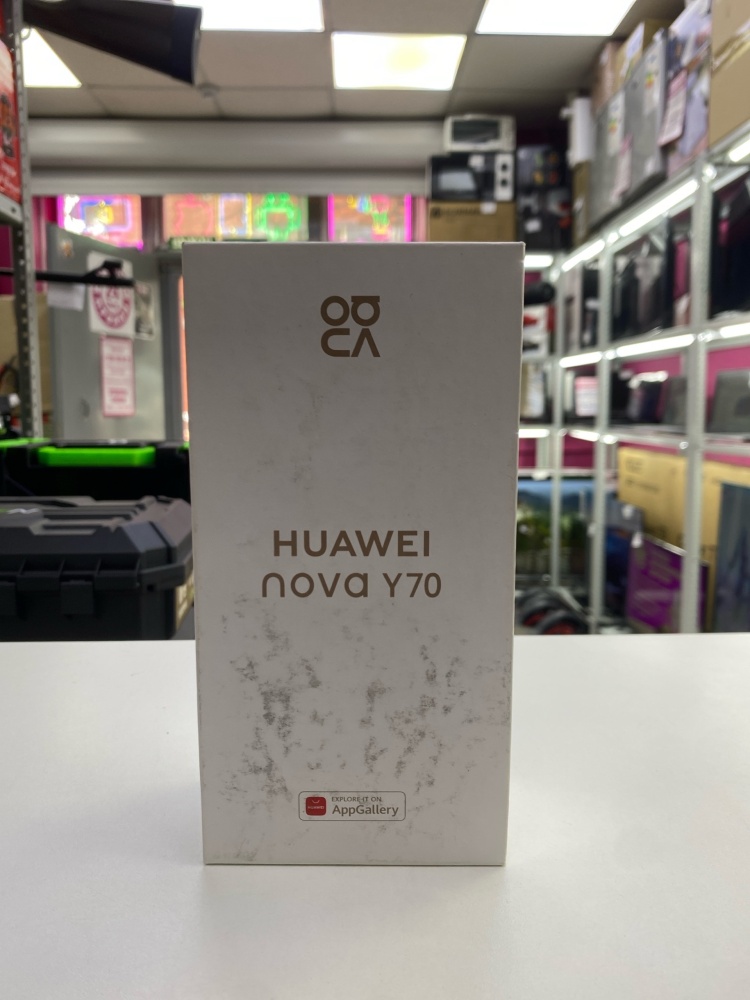 HUAWEI
nova Y70
EXPLORE IT ON
AppGallery